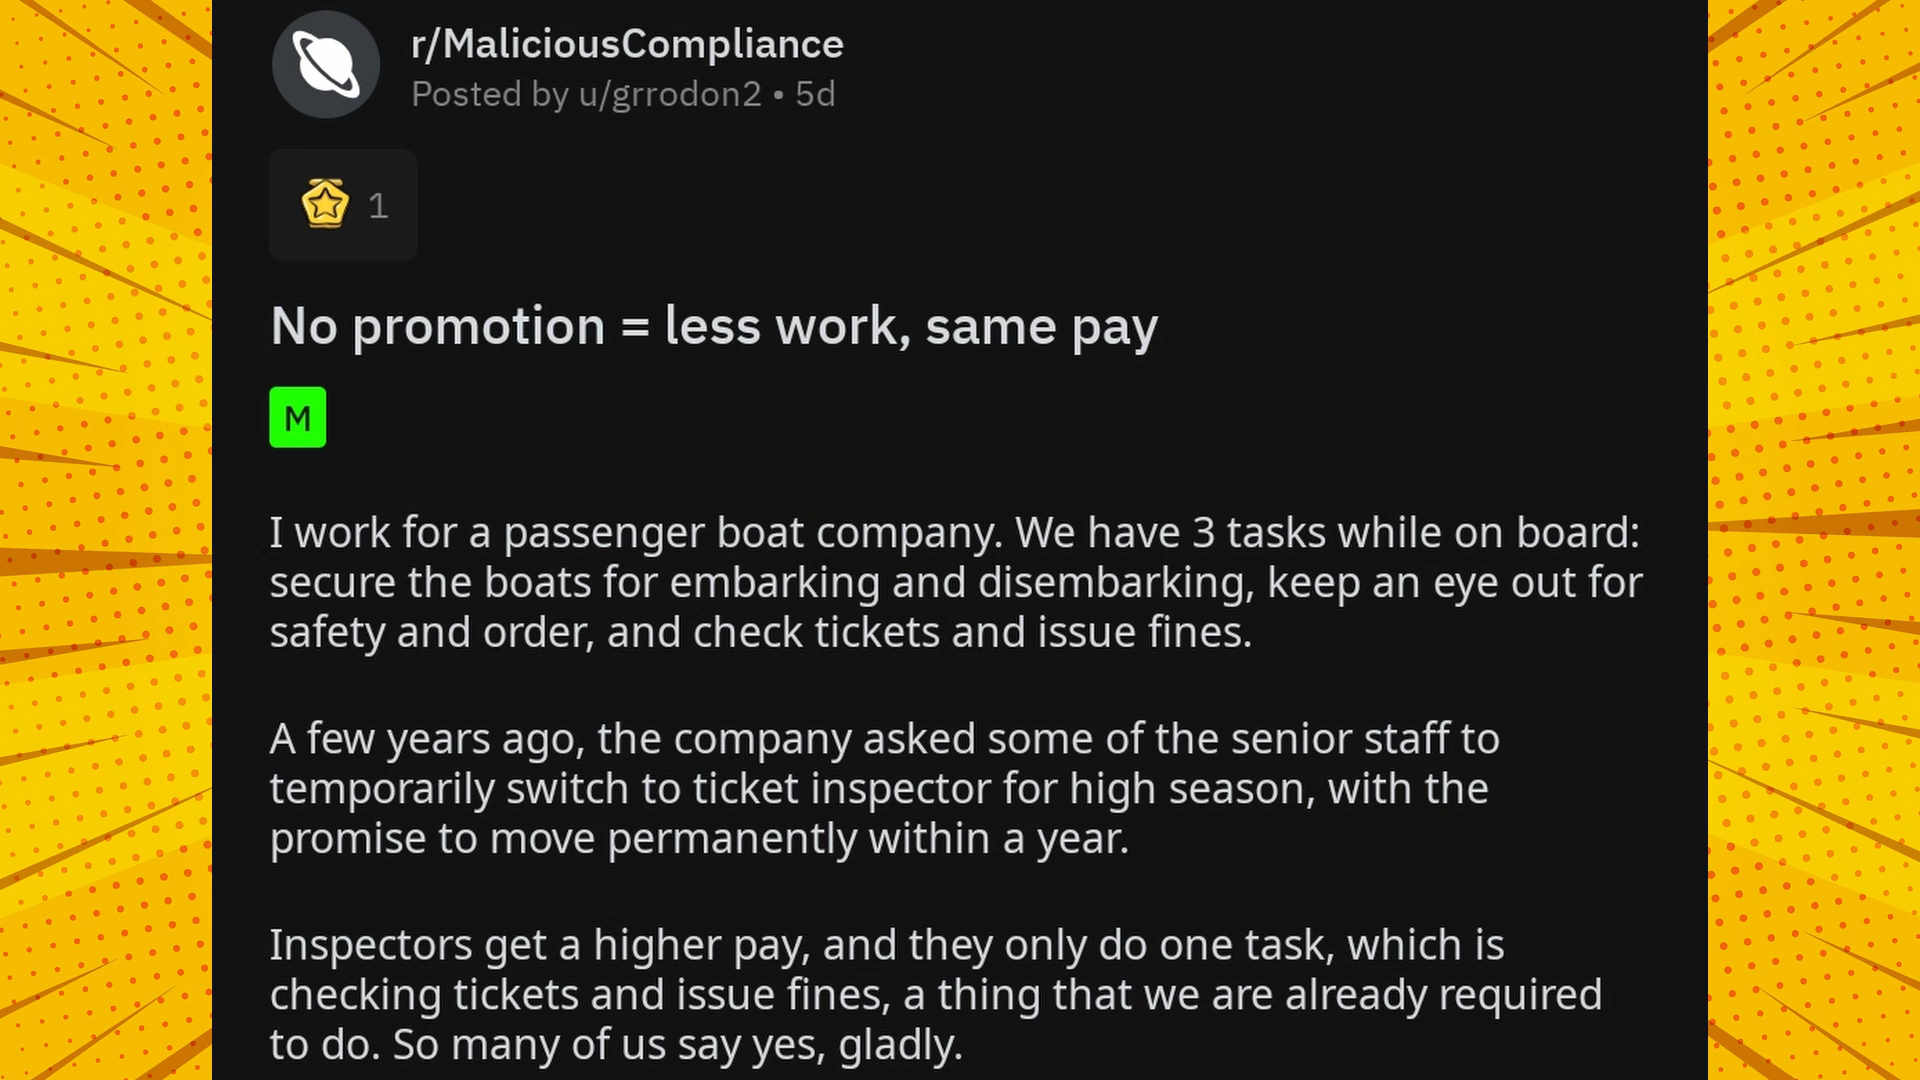 r/MaliciousCompliance
Posted by u/grrodon2 • 5d
1
No promotion = less work, same pay
M
I work for a passenger boat company. We have 3 tasks while on board:
secure the boats for embarking and disembarking, keep an eye out for
safety and order, and check tickets and issue fines.
A few years ago, the company asked some of the senior staff to
temporarily switch to ticket inspector for high season, with the
promise to move permanently within a year.
Inspectors get a higher pay, and they only do one task, which is
checking tickets and issue fines, a thing that we are already required
to do. So many of us say yes, gladly.